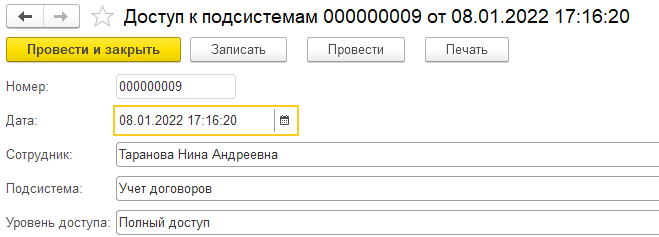 Доступ к подсистемам 000000009 от 08.01.2022 17:16:20
Провести и закрыть Записать Провести Печать
Номер: 000000009
Дата: 08.01.2022 17:16:20
Сотрудник: Таранова Нина Андреевна
Подсистема: Учет договоров
Уровень доступа: Полный доступ